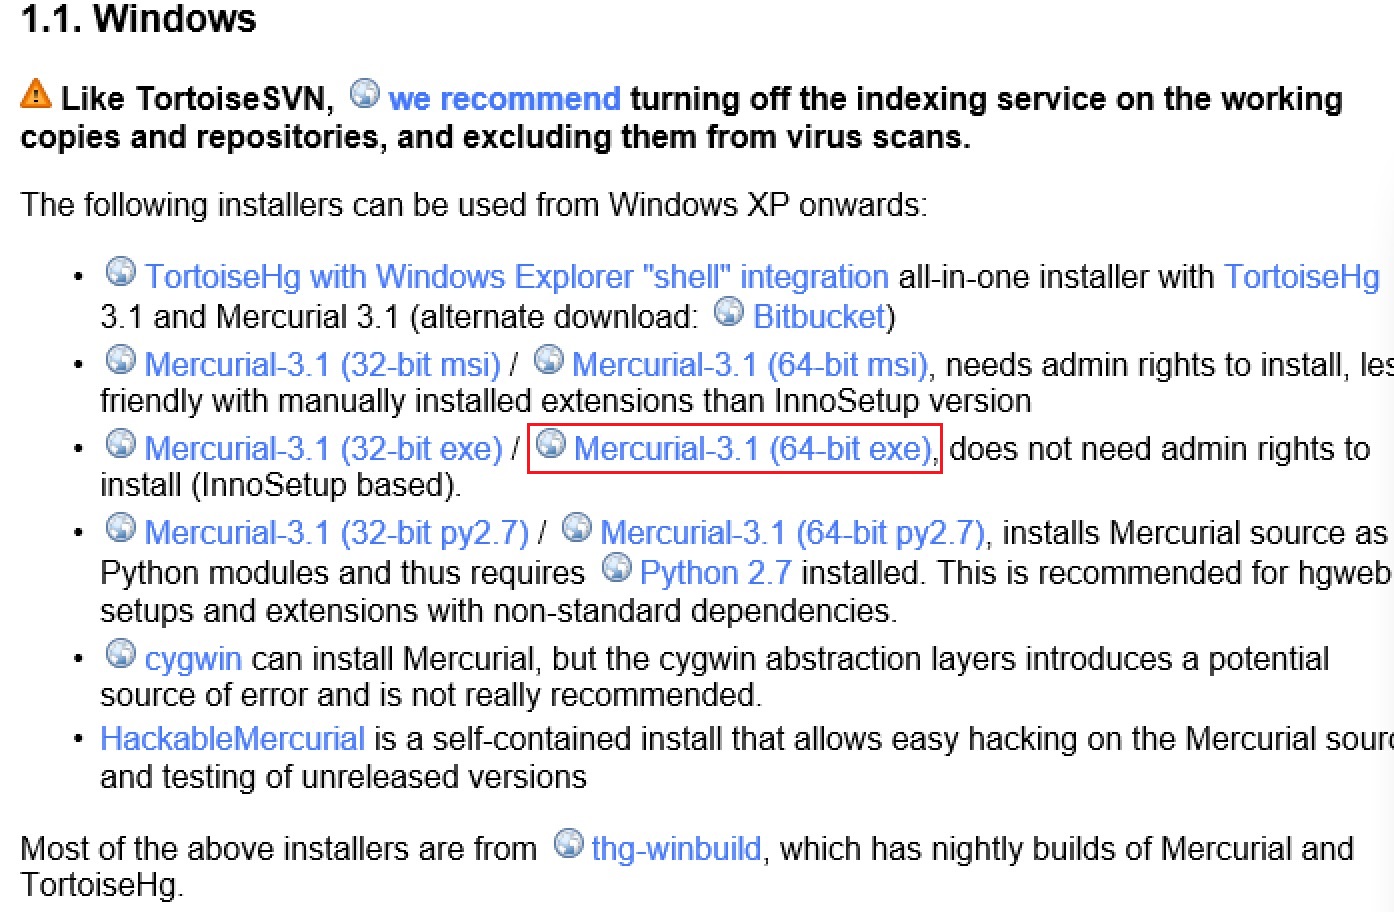 1.1. Windows
Like TortoiseSVN, we recommend turning off the indexing service on the working
copies and repositories, and excluding them from virus scans.
The following installers can be used from Windows XP onwards:
• TortoiseHg with Windows Explorer "shell" integration all-in-one installer with TortoiseHg
3.1 and Mercurial 3.1 (alternate download: Bitbucket)
• Mercurial-3.1 (32-bit msi) / Mercurial-3.1 (64-bit msi), needs admin rights to install, les
friendly with manually installed extensions than InnoSetup version
• Mercurial-3.1 (32-bit exe) / Mercurial-3.1 (64-bit exe), does not need admin rights to
install (InnoSetup based).
• Mercurial-3.1 (32-bit py2.7) / Mercurial-3.1 (64-bit py2.7), installs Mercurial source as
Python modules and thus requires Python 2.7 installed. This is recommended for hgweb
setups and extensions with non-standard dependencies.
• cygwin can install Mercurial, but the cygwin abstraction layers introduces a potential
source of error and is not really recommended.
• HackableMercurial is a self-contained install that allows easy hacking on the Mercurial sourc
and testing of unreleased versions
Most of the above installers are from thg-winbuild, which has nightly builds of Mercurial and
TortoiseHg.